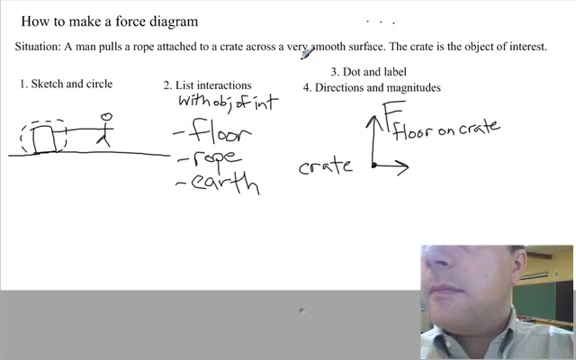 How to make a force diagram
Situation: A man pulls a rope attached to a crate across a very smooth surface. The crate is the object of interest.
1. Sketch and circle
2. List interactions
with obj of int
- floor
- rope
- earth
3. Dot and label
4. Directions and magnitudes
F floor on crate
crate